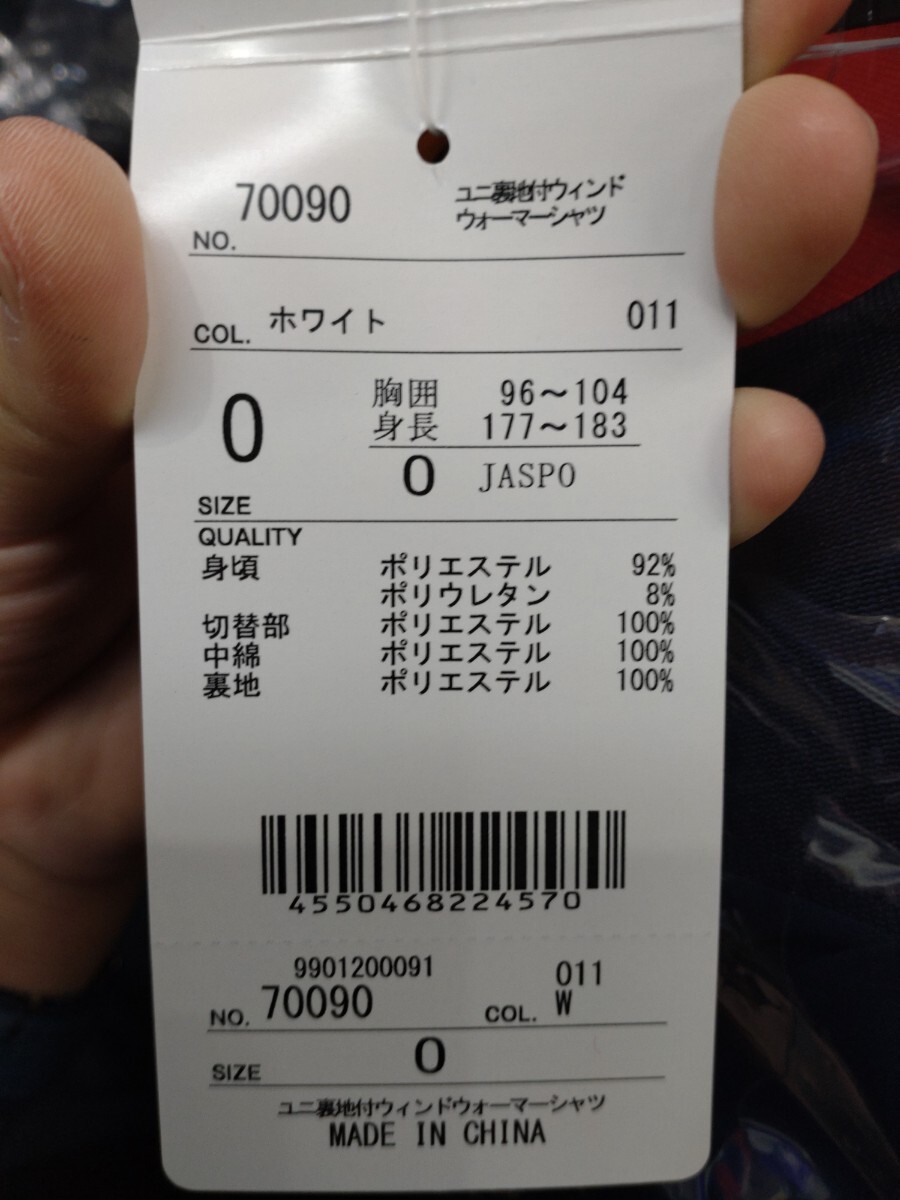 NO. 70090 ユニ裏地付ウィンド
ウォーマーシャツ
COL. ホワイト 011
SIZE 0
胸囲 96～104
身長 177～183
0 JASPO
QUALITY
身頃 ポリエステル 92%
ポリウレタン 8%
切替部 ポリエステル 100%
中綿 ポリエステル 100%
裏地 ポリエステル 100%
4550468224570
9901200091
NO. 70090 COL. 011
W
SIZE 0
ユニ裏地付ウィンドウォーマーシャツ
MADE IN CHINA